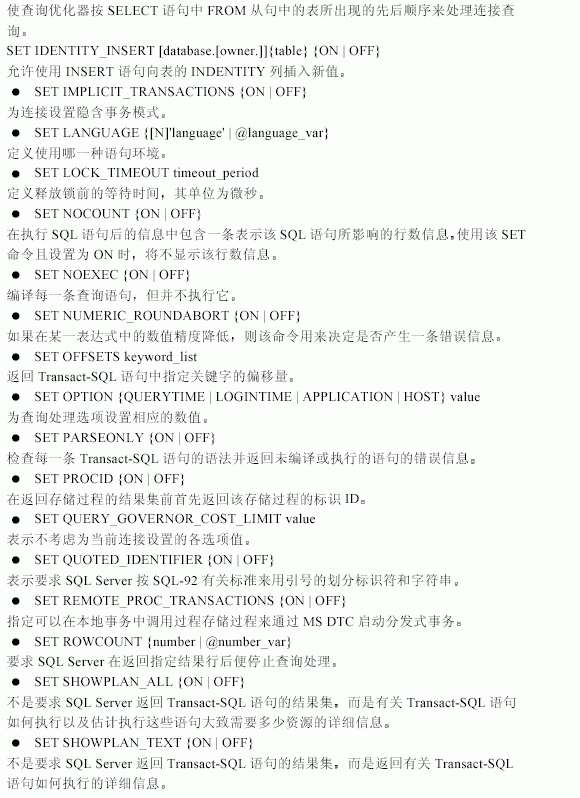 使查询优化器按 SELECT 语句中 FROM 从句中的表所出现的先后顺序来处理连接查
询。
SET IDENTITY_INSERT [database.[owner.]]{table} {ON | OFF}
允许使用 INSERT 语句向表的 INDENTITY 列插入新值。
● SET IMPLICIT_TRANSACTIONS {ON | OFF}
为连接设置隐含事务模式。
● SET LANGUAGE {[N]'language' | @language_var}
定义使用哪一种语句环境。
● SET LOCK_TIMEOUT timeout_period
定义释放锁前的等待时间，其单位为微秒。
● SET NOCOUNT {ON | OFF}
在执行 SQL 语句后的信息中包含一条表示该 SQL 语句所影响的行数信息，使用该 SET
命令且设置为 ON 时，将不显示该行数信息。
● SET NOEXEC {ON | OFF}
编译每一条查询语句，但并不执行它。
● SET NUMERIC_ROUNDABORT {ON | OFF}
如果在某一表达式中的数值精度降低，则该命令用来决定是否产生一条错误信息。
● SET OFFSETS keyword_list
返回 Transact-SQL 语句中指定关键字的偏移量。
● SET OPTION {QUERYTIME | LOGINTIME | APPLICATION | HOST} value
为查询处理选项设置相应的数值。
● SET PARSEONLY {ON | OFF}
检查每一条 Transact-SQL 语句的语法并返回未编译或执行的语句的错误信息。
● SET PROCID {ON | OFF}
在返回存储过程的结果集前首先返回该存储过程的标识 ID。
● SET QUERY_GOVERNOR_COST_LIMIT value
表示不考虑为当前连接设置的各选项值。
● SET QUOTED_IDENTIFIER {ON | OFF}
表示要求 SQL Server 按 SQL-92 有关标准来用引号的划分标识符和字符串。
● SET REMOTE_PROC_TRANSACTIONS {ON | OFF}
指定可以在本地事务中调用过程存储过程来通过 MS DTC 启动分发式事务。
● SET ROWCOUNT {number | @number_var}
要求 SQL Server 在返回指定结果行后便停止查询处理。
● SET SHOWPLAN_ALL {ON | OFF}
不是要求 SQL Server 返回 Transact-SQL 语句的结果集，而是有关 Transact-SQL 语句
如何执行以及估计执行这些语句大致需要多少资源的详细信息。
● SET SHOWPLAN_TEXT {ON | OFF}
不是要求 SQL Server 返回 Transact-SQL 语句的结果集，而是返回有关 Transact-SQL
语句如何执行的详细信息。